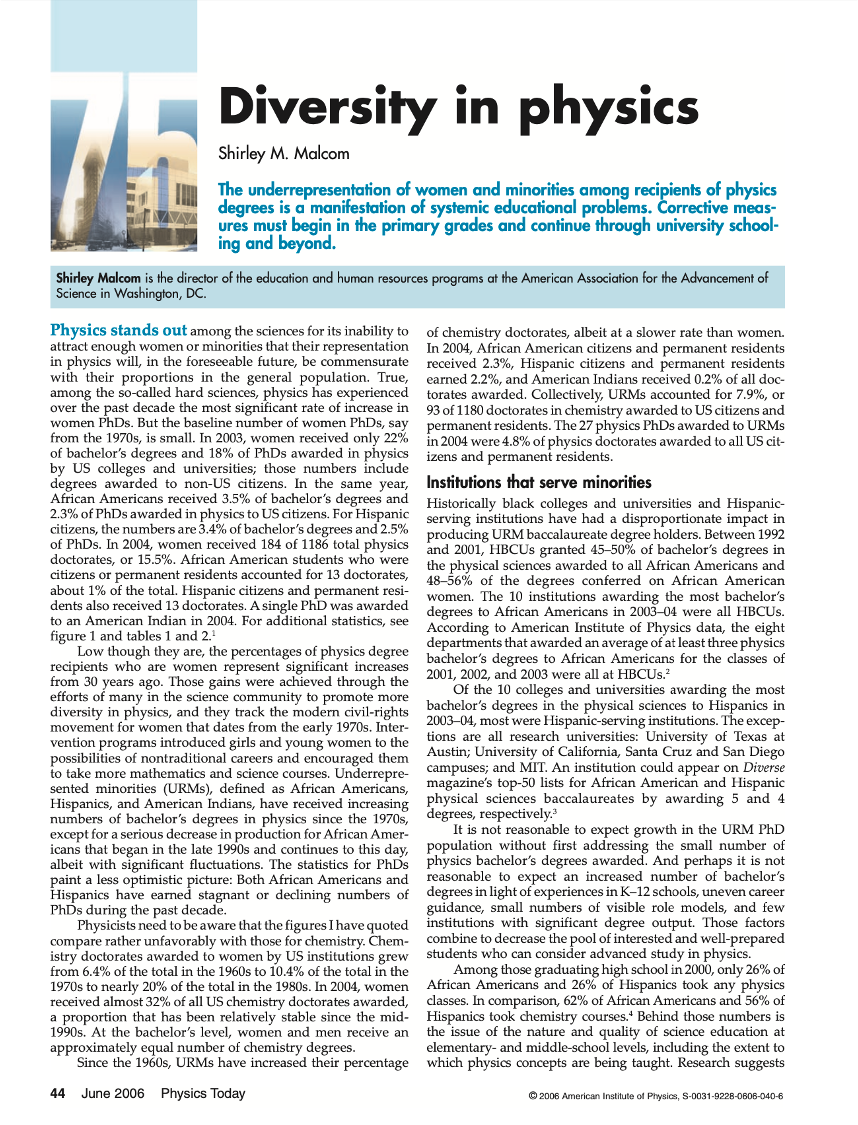 75
Diversity in physics
Shirley M. Malcom
The underrepresentation of women and minorities among recipients of physics
degrees is a manifestation of systemic educational problems. Corrective meas-
ures must begin in the primary grades and continue through university school-
ing and beyond.
Shirley Malcom is the director of the education and human resources programs at the American Association for the Advancement of
Science in Washington, DC.
Physics stands out among the sciences for its inability to
attract enough women or minorities that their representation
in physics will, in the foreseeable future, be commensurate
with their proportions in the general population. True,
among the so-called hard sciences, physics has experienced
over the past decade the most significant rate of increase in
women PhDs. But the baseline number of women PhDs, say
from the 1970s, is small. In 2003, women received only 22%
of bachelor's degrees and 18% of PhDs awarded in physics
by US colleges and universities; those numbers include
degrees awarded to non-US citizens. In the same year,
African Americans received 3.5% of bachelor's degrees and
2.3% of PhDs awarded in physics to US citizens. For Hispanic
citizens, the numbers are 3.4% of bachelor's degrees and 2.5%
of PhDs. In 2004, women received 184 of 1186 total physics
doctorates, or 15.5%. African American students who were
citizens or permanent residents accounted for 13 doctorates,
about 1% of the total. Hispanic citizens and permanent resi-
dents also received 13 doctorates. A single PhD was awarded
to an American Indian in 2004. For additional statistics, see
figure 1 and tables 1 and 2.¹
Low though they are, the percentages of physics degree
recipients who are women represent significant increases
from 30 years ago. Those gains were achieved through the
efforts of many in the science community to promote more
diversity in physics, and they track the modern civil-rights
movement for women that dates from the early 1970s. Inter-
vention programs introduced girls and young women to the
possibilities of nontraditional careers and encouraged them
to take more mathematics and science courses. Underrepre-
sented minorities (URMs), defined as African Americans,
Hispanics, and American Indians, have received increasing
numbers of bachelor's degrees in physics since the 1970s,
except for a serious decrease in production for African Amer-
icans that began in the late 1990s and continues to this day,
albeit with significant fluctuations. The statistics for PhDs
paint a less optimistic picture: Both African Americans and
Hispanics have earned stagnant or declining numbers of
PhDs during the past decade.
Physicists need to be aware that the figures I have quoted
compare rather unfavorably with those for chemistry. Chem-
istry doctorates awarded to women by US institutions grew
from 6.4% of the total in the 1960s to 10.4% of the total in the
1970s to nearly 20% of the total in the 1980s. In 2004, women
received almost 32% of all US chemistry doctorates awarded,
a proportion that has been relatively stable since the mid-
1990s. At the bachelor's level, women and men receive an
approximately equal number of chemistry degrees.
Since the 1960s, URMs have increased their percentage
of chemistry doctorates, albeit at a slower rate than women.
In 2004, African American citizens and permanent residents
received 2.3%, Hispanic citizens and permanent residents
earned 2.2%, and American Indians received 0.2% of all doc-
torates awarded. Collectively, URMs accounted for 7.9%, or
93 of 1180 doctorates in chemistry awarded to US citizens and
permanent residents. The 27 physics PhDs awarded to URMs
in 2004 were 4.8% of physics doctorates awarded to all US cit-
izens and permanent residents.
Institutions that serve minorities
Historically black colleges and universities and Hispanic-
serving institutions have had a disproportionate impact in
producing URM baccalaureate degree holders. Between 1992
and 2001, HBCUs granted 45–50% of bachelor's degrees in
the physical sciences awarded to all African Americans and
48–56% of the degrees conferred on African American
women. The 10 institutions awarding the most bachelor's
degrees to African Americans in 2003–04 were all HBCUs.
According to American Institute of Physics data, the eight
departments that awarded an average of at least three physics
bachelor's degrees to African Americans for the classes of
2001, 2002, and 2003 were all at HBCUs.²
Of the 10 colleges and universities awarding the most
bachelor's degrees in the physical sciences to Hispanics in
2003–04, most were Hispanic-serving institutions. The excep-
tions are all research universities: University of Texas at
Austin; University of California, Santa Cruz and San Diego
campuses; and MIT. An institution could appear on Diverse
magazine's top-50 lists for African American and Hispanic
physical sciences baccalaureates by awarding 5 and 4
degrees, respectively.³
It is not reasonable to expect growth in the URM PhD
population without first addressing the small number of
physics bachelor's degrees awarded. And perhaps it is not
reasonable to expect an increased number of bachelor's
degrees in light of experiences in K–12 schools, uneven career
guidance, small numbers of visible role models, and few
institutions with significant degree output. Those factors
combine to decrease the pool of interested and well-prepared
students who can consider advanced study in physics.
Among those graduating high school in 2000, only 26% of
African Americans and 26% of Hispanics took any physics
classes. In comparison, 62% of African Americans and 56% of
Hispanics took chemistry courses.⁴ Behind those numbers is
the issue of the nature and quality of science education at
elementary- and middle-school levels, including the extent to
which physics concepts are being taught. Research suggests
44 June 2006 Physics Today
© 2006 American Institute of Physics, S-0031-9228-0606-040-6